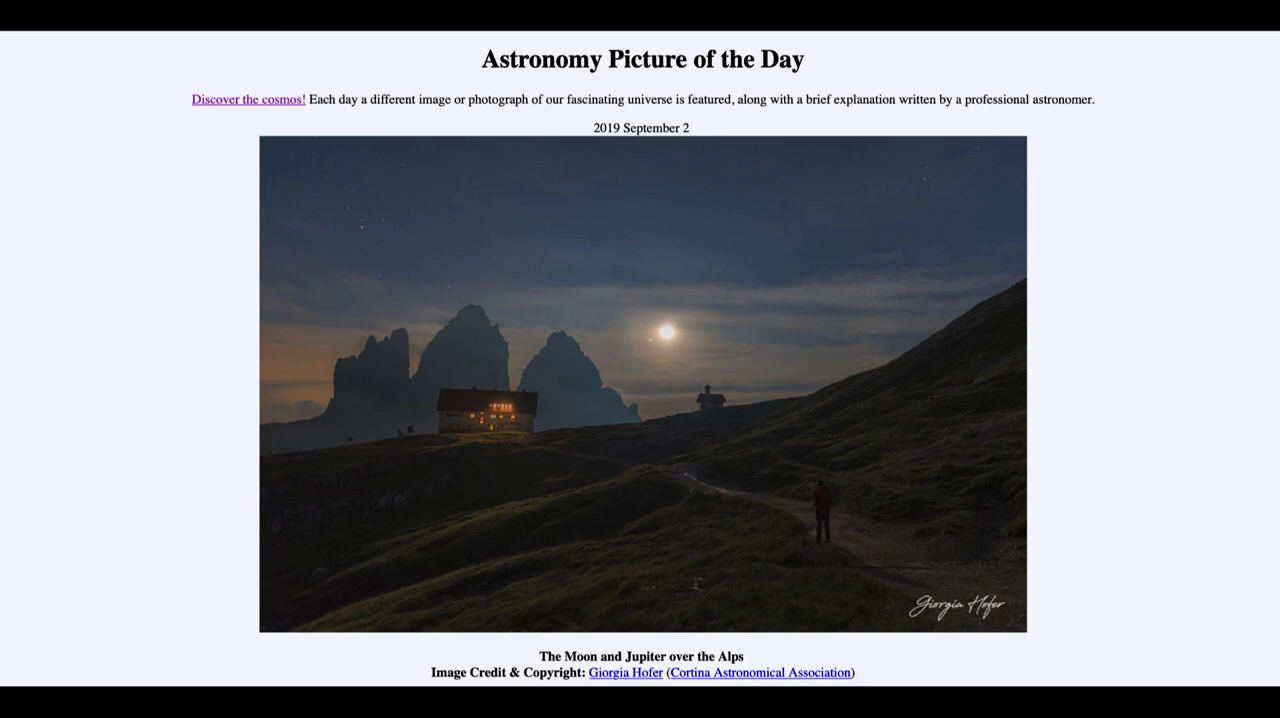 Astronomy Picture of the Day
Discover the cosmos! Each day a different image or photograph of our fascinating universe is featured, along with a brief explanation written by a professional astronomer.
2019 September 2
Giorgia Hofer
The Moon and Jupiter over the Alps
Image Credit & Copyright: Giorgia Hofer (Cortina Astronomical Association)